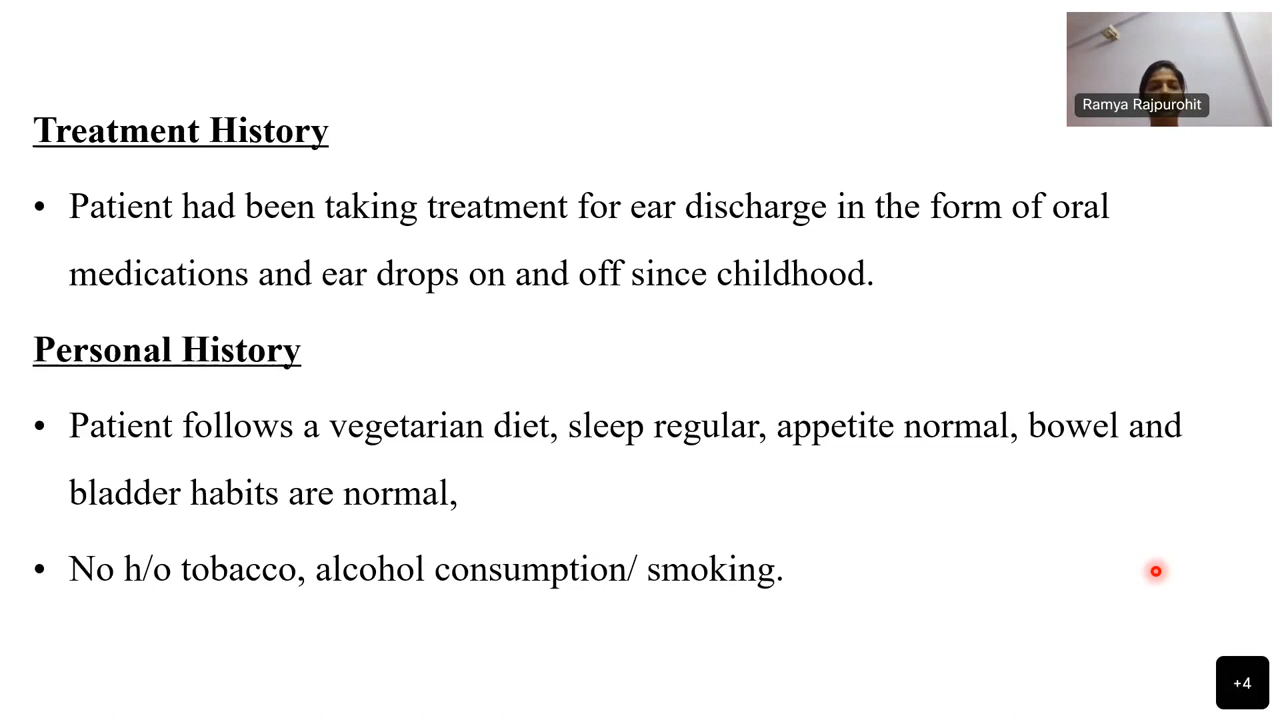 Ramya Rajpurohit
Treatment History
• Patient had been taking treatment for ear discharge in the form of oral
medications and ear drops on and off since childhood.
Personal History
• Patient follows a vegetarian diet, sleep regular, appetite normal, bowel and
bladder habits are normal,
• No h/o tobacco, alcohol consumption/ smoking.
+4